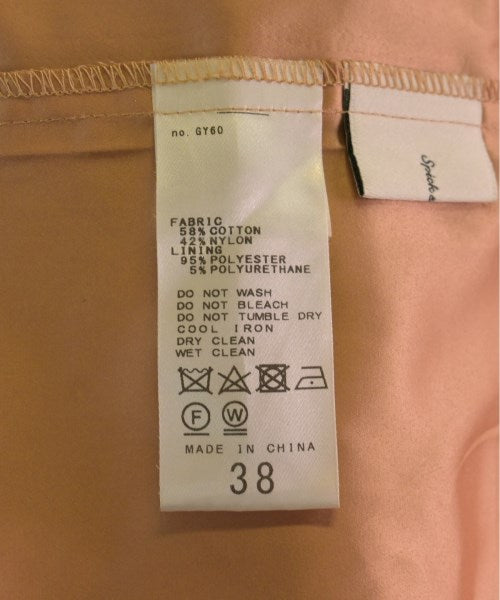 no. GY60
Spick &
FABRIC
58% COTTON
42% NYLON
LINING
95% POLYESTER
5% POLYURETHANE
DO NOT WASH
DO NOT BLEACH
DO NOT TUMBLE DRY
COOL IRON
DRY CLEAN
WET CLEAN
F W
MADE IN CHINA
38